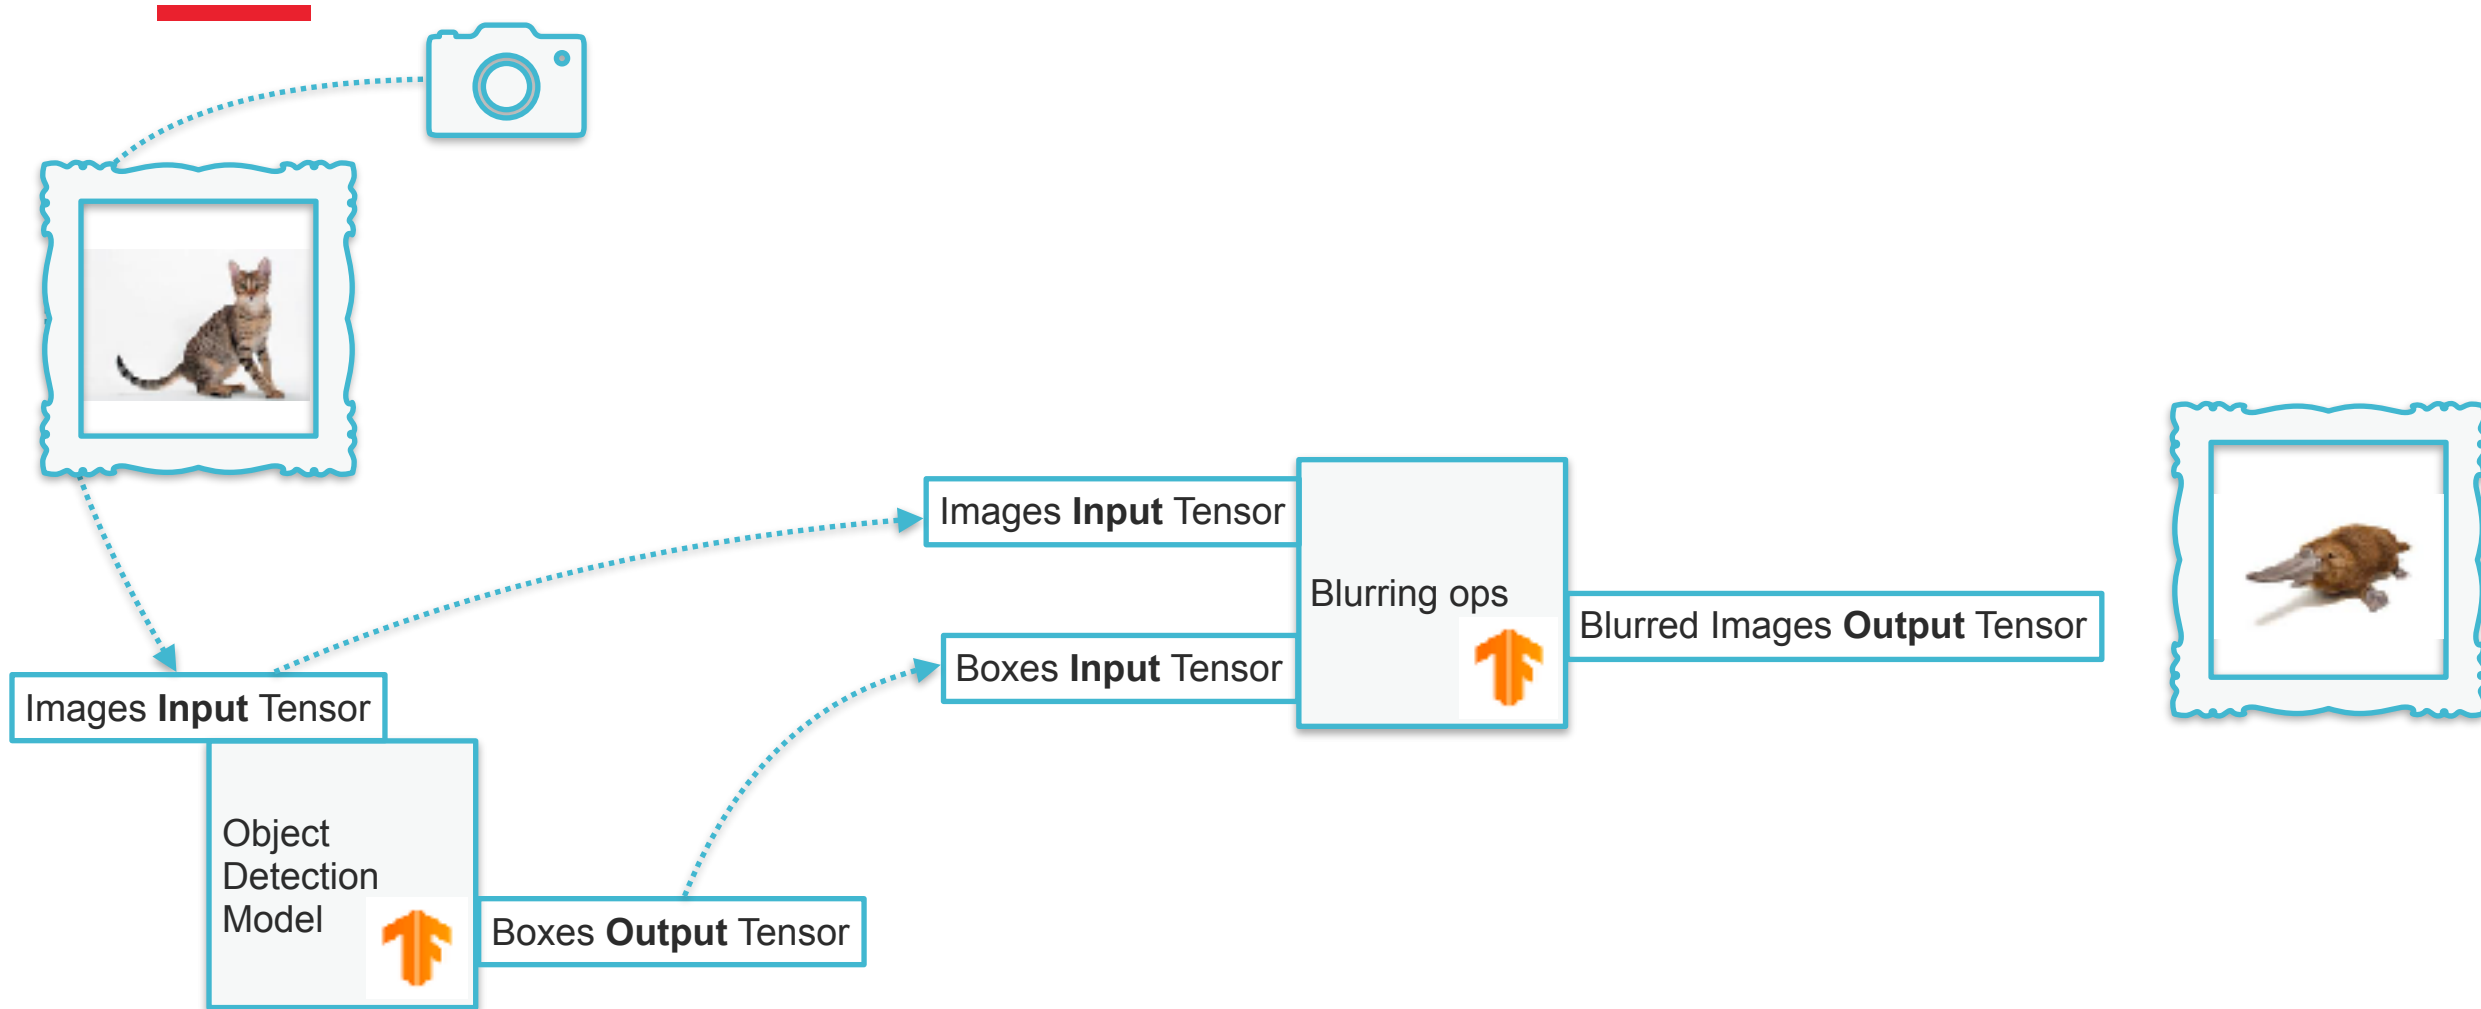 Images Input Tensor
Object
Detection
Model
Boxes Output Tensor
Images Input Tensor
Boxes Input Tensor
Blurring ops
Blurred Images Output Tensor